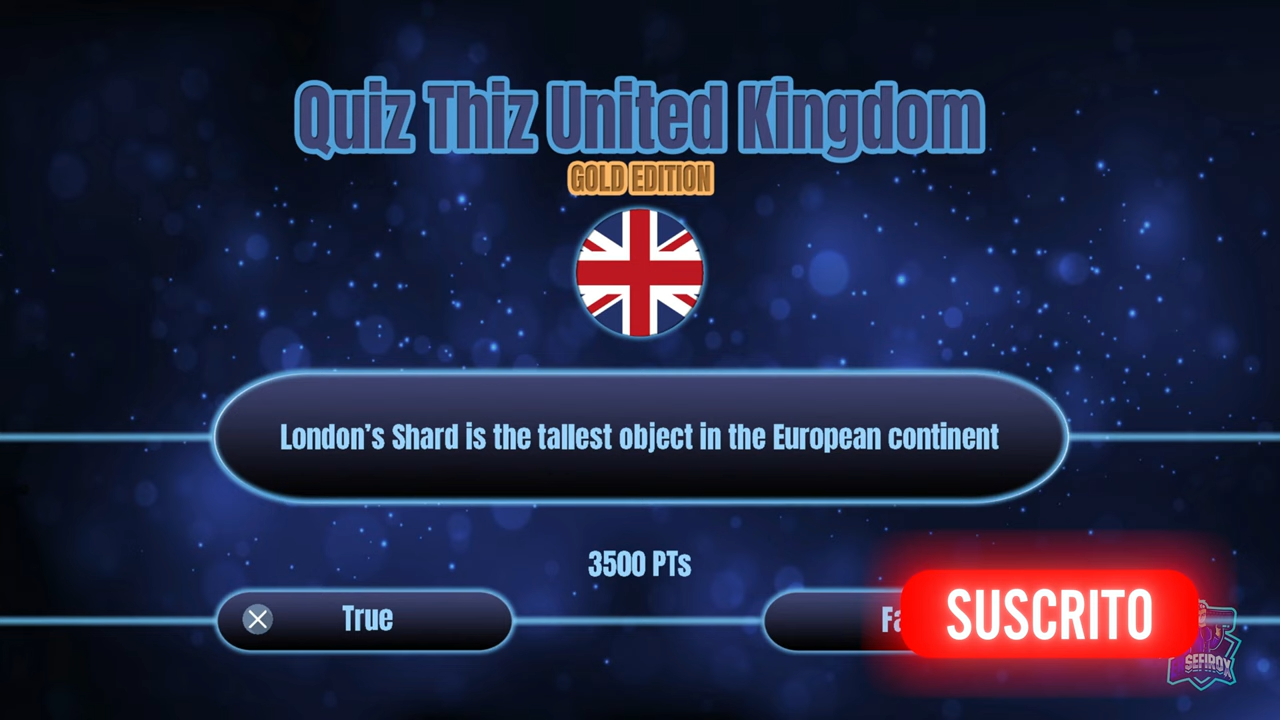 Quiz Thiz United Kingdom
GOLD EDITION
London's Shard is the tallest object in the European continent
3500 PTs
True
SUSCRITO
SEFIROX